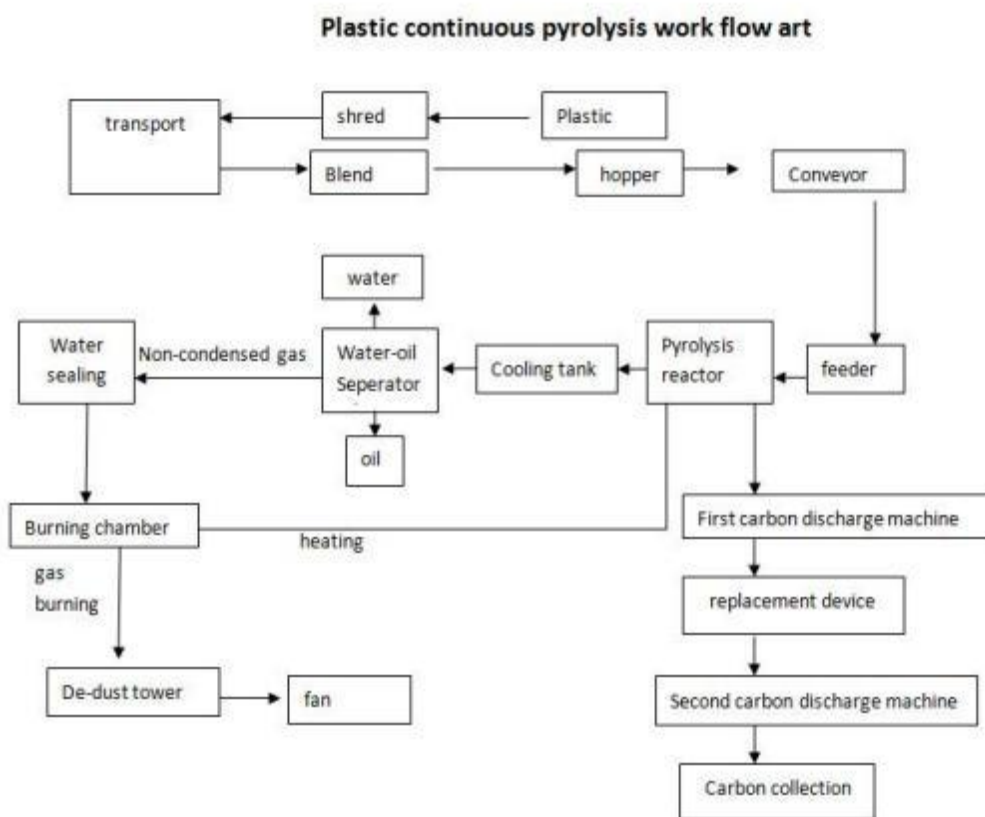 Plastic continuous pyrolysis work flow art
transport
shred
Plastic
Blend
hopper
Conveyor
water
Water
sealing
Non-condensed gas
Water-oil
Seperator
Cooling tank
Pyrolysis
reactor
feeder
oil
Burning chamber
heating
First carbon discharge machine
gas
burning
replacement device
De-dust tower
fan
Second carbon discharge machine
Carbon collection